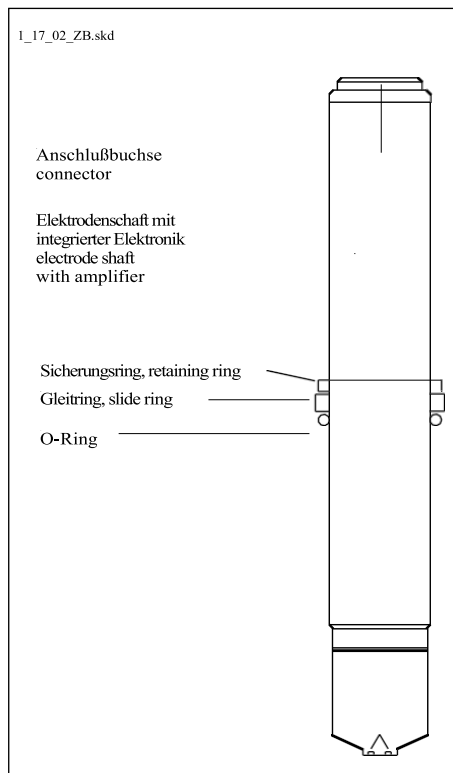 1_17_02_ZB.skd
Anschlußbuchse
connector
Elektrodenschaft mit
integrierter Elektronik
electrode shaft
with amplifier
Sicherungsring, retaining ring
Gleitring, slide ring
O-Ring